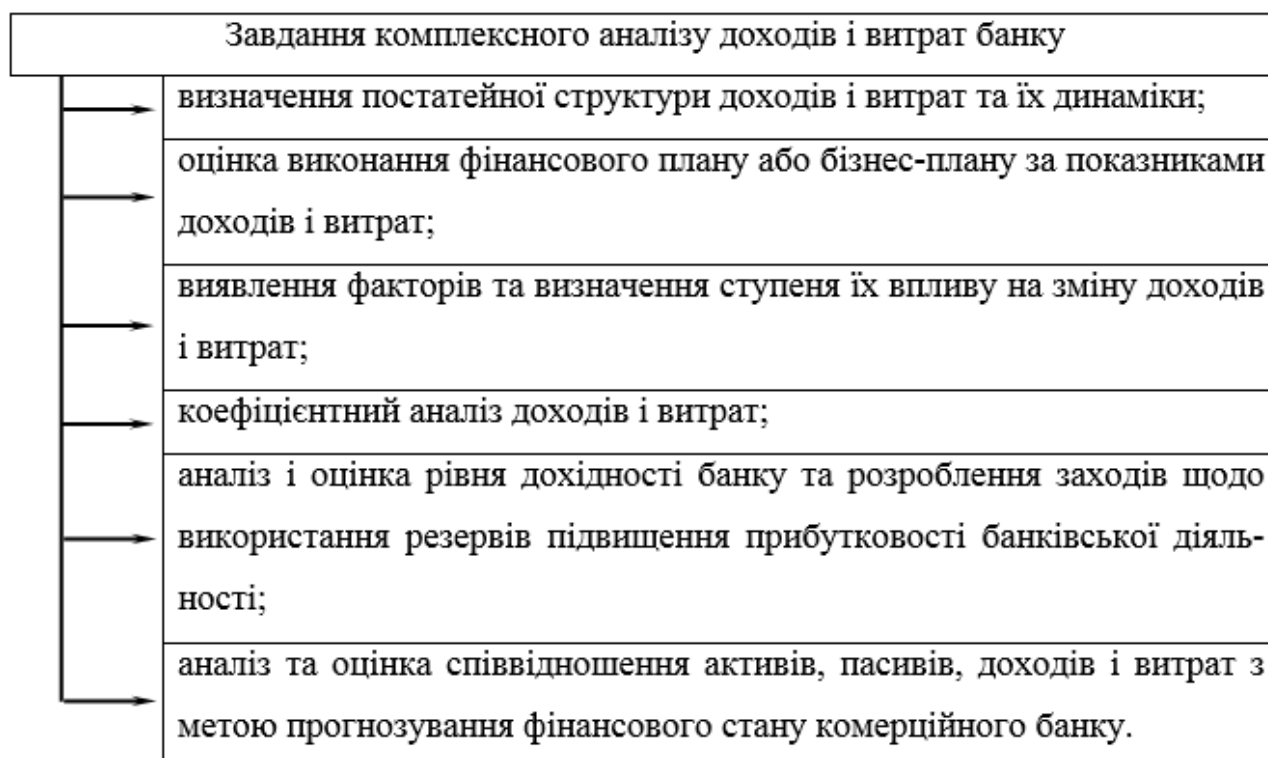 Завдання комплексного аналізу доходів і витрат банку
визначення постатейної структури доходів і витрат та їх динаміки;
оцінка виконання фінансового плану або бізнес-плану за показниками
доходів і витрат;
виявлення факторів та визначення ступеня їх впливу на зміну доходів
і витрат;
коефіцієнтний аналіз доходів і витрат;
аналіз і оцінка рівня дохідності банку та розроблення заходів щодо
використання резервів підвищення прибутковості банківської діяль-
ності;
аналіз та оцінка співвідношення активів, пасивів, доходів і витрат з
метою прогнозування фінансового стану комерційного банку.